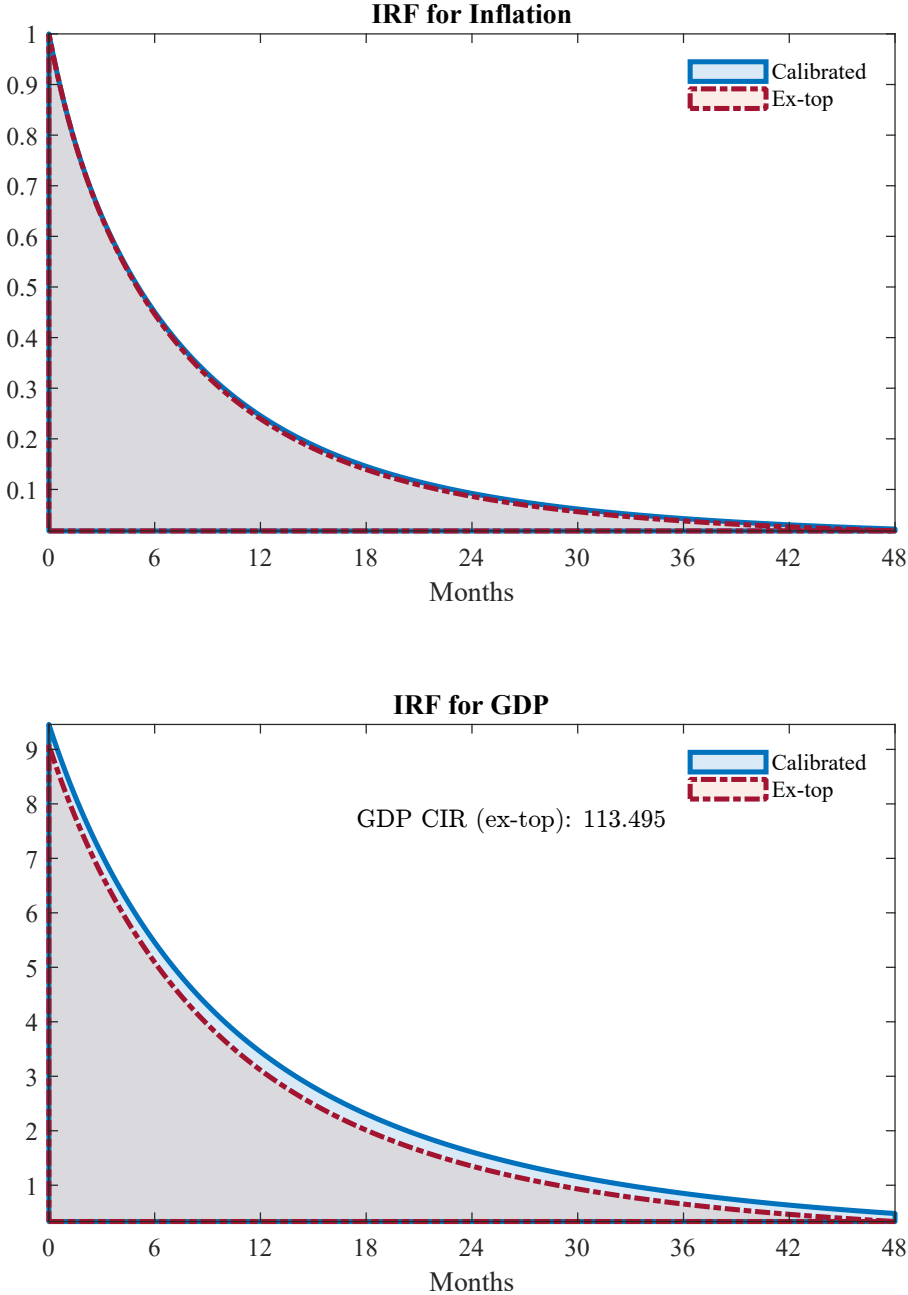 IRF for Inflation
1
0.9
0.8
0.7
0.6
0.5
0.4
0.3
0.2
0.1
Calibrated
Ex-top
0 6 12 18 24 30 36 42 48
Months
IRF for GDP
9
8
7
6
5
4
3
2
1
Calibrated
Ex-top
GDP CIR (ex-top): 113.495
0 6 12 18 24 30 36 42 48
Months